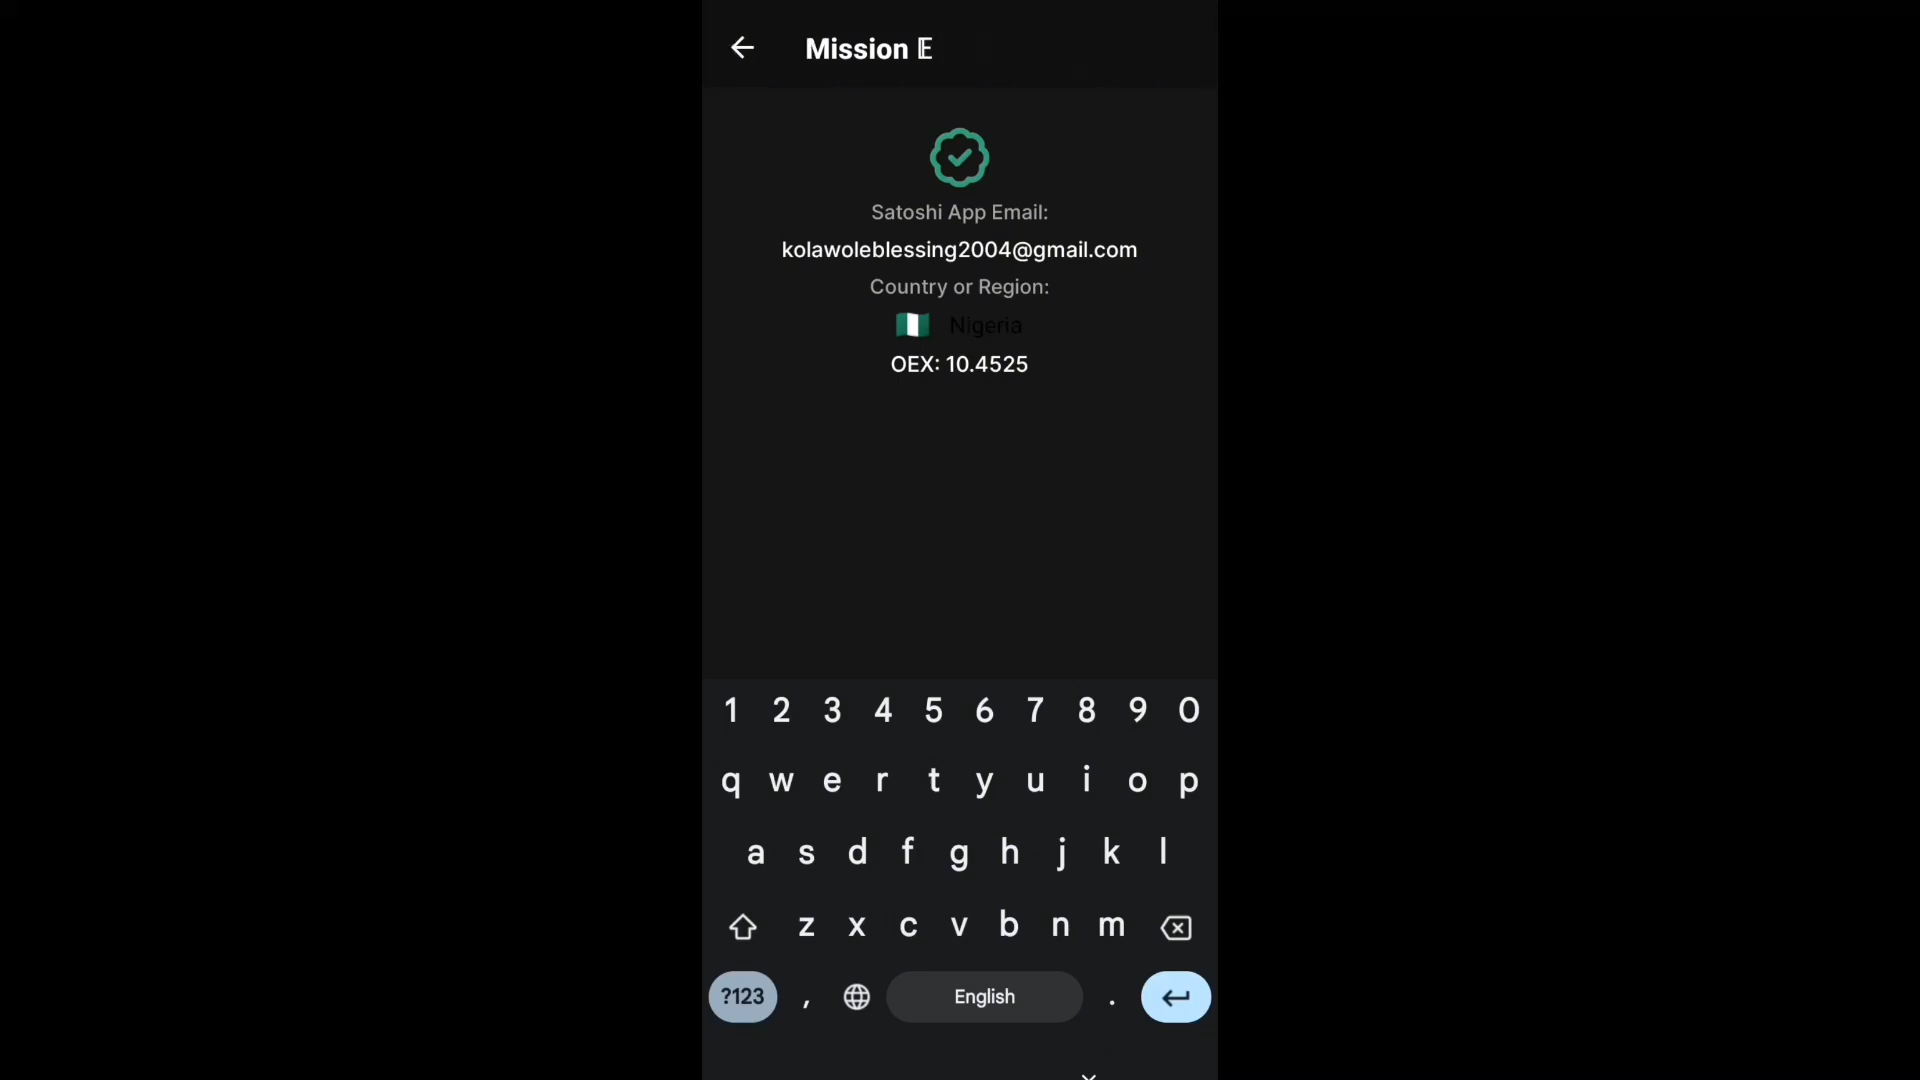 Mission 𝔼
Satoshi App Email:
kolawoleblessing2004@gmail.com
Country or Region:
Nigeria
OEX: 10.4525
1 2 3 4 5 6 7 8 9 0
q w e r t y u i o p
a s d f g h j k l
z x c v b n m
?123 , English .